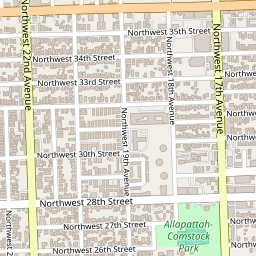 Northwest 35th Street
Northwest 34th Street
Northwest 33rd Street
Northwest 22nd Avenue
Northwest 19th Avenue
Northwest 18th Avenue
Northwest 17th Avenue
Northwest 30th Street
Northwest 28th Street
Northwest 27th Street
Northwest 26th Street
Allapattah-
Comstock
Park